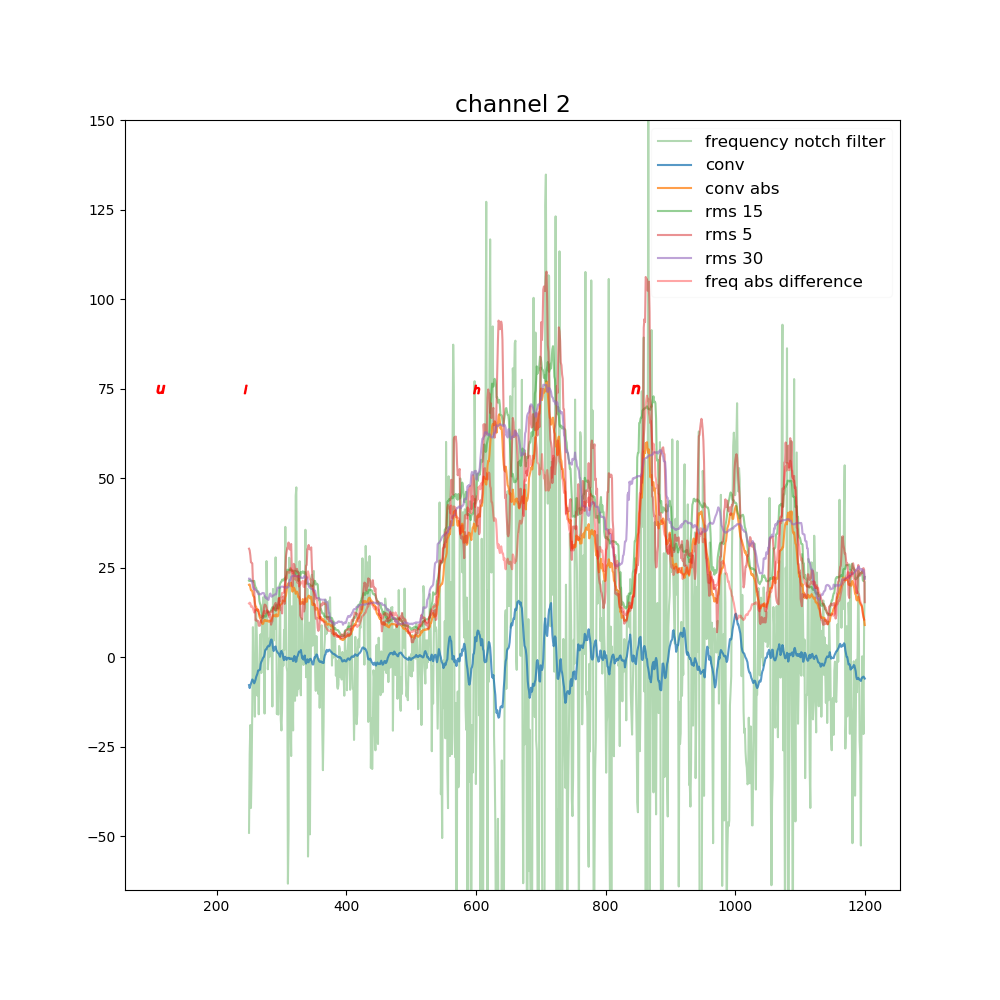 channel 2
150
125
100
75
50
25
0
−25
−50
frequency notch filter
conv
conv abs
rms 15
rms 5
rms 30
freq abs difference
u l h n
200 400 600 800 1000 1200